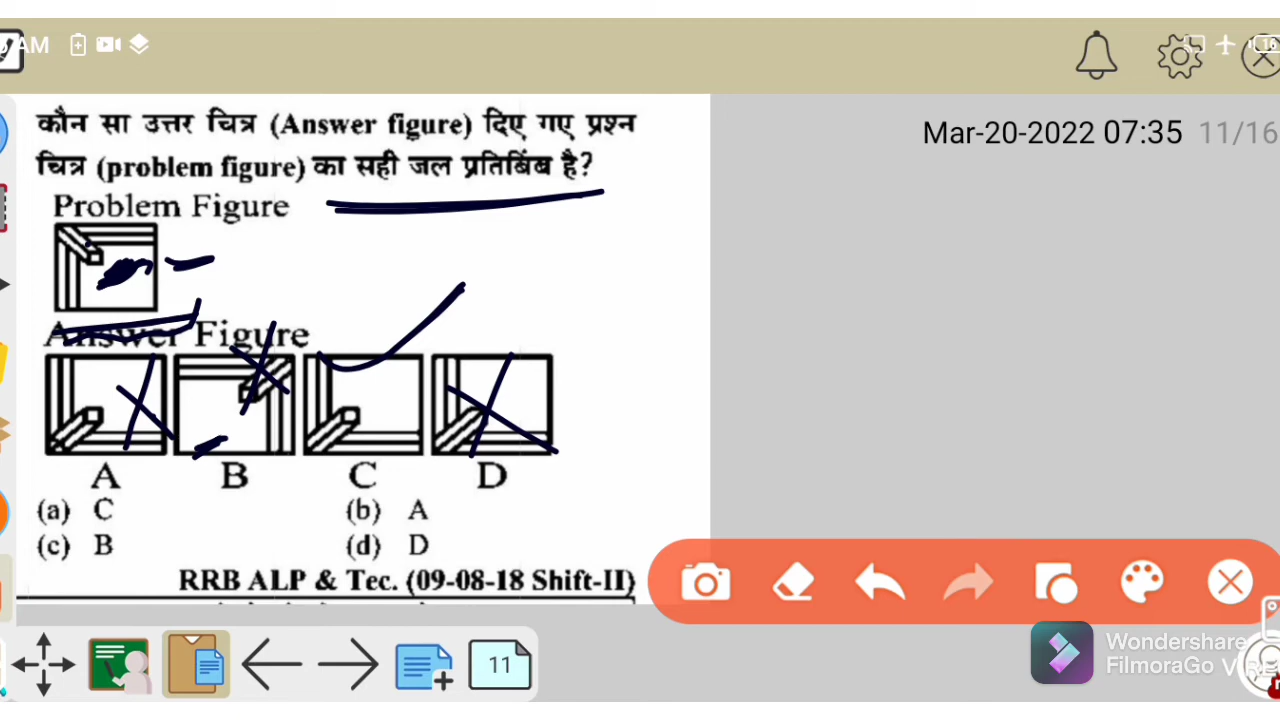 AM
16
कौन सा उत्तर चित्र (Answer figure) दिए गए प्रश्न
चित्र (problem figure) का सही जल प्रतिबिंब है?
Mar-20-2022 07:35 11/16
Problem Figure
Answer Figure
A B C D
(a) C (b) A
(c) B (d) D
RRB ALP & Tec. (09-08-18 Shift-II)
11
Wondershare
FilmoraGo